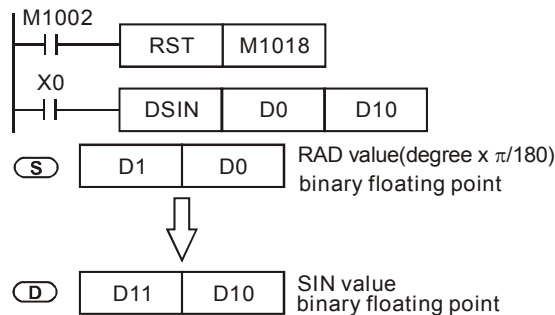 M1002
RST M1018
X0
DSIN D0 D10
S D1 D0 RAD value(degree x π/180)
binary floating point
D D11 D10 SIN value
binary floating point